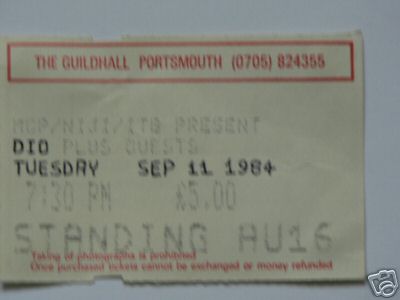 THE GUILDHALL PORTSMOUTH (0705) 824355
MCP/NIJI/ITB PRESENT
DIO PLUS GUESTS
TUESDAY SEP 11 1984
7:30 PM £5.00
STANDING AU16
Taking of photographs is prohibited
Once purchased tickets cannot be exchanged or money refunded